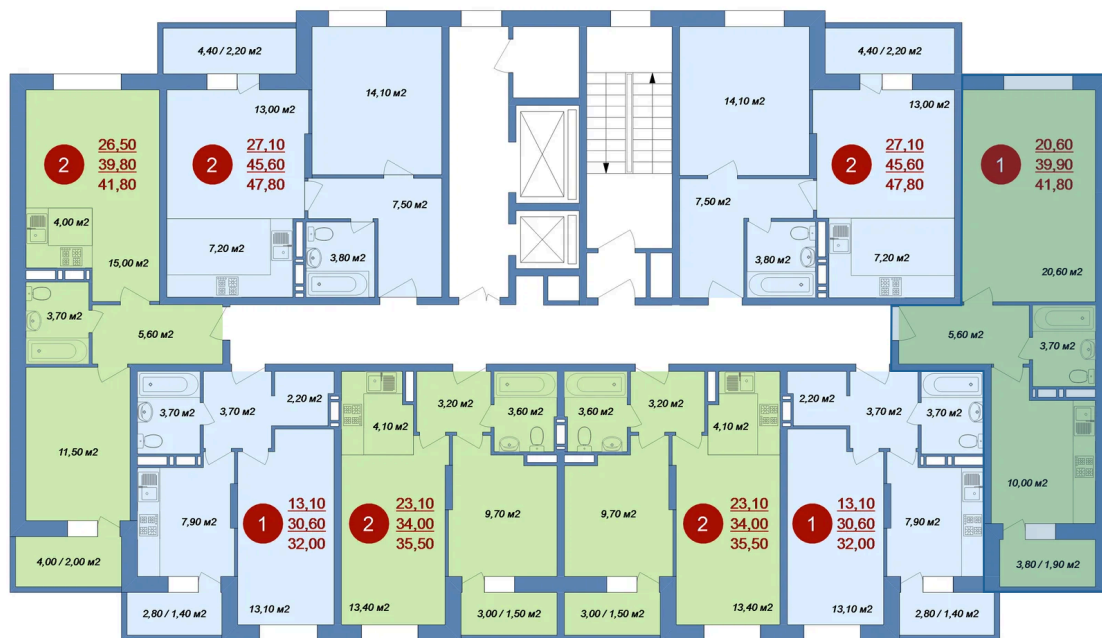 4,40 / 2,20 м2
14,10 м2
13,00 м2
2
26,50
39,80
41,80
2
27,10
45,60
47,80
4,00 м2
15,00 м2
7,20 м2
7,50 м2
3,80 м2
4,40 / 2,20 м2
14,10 м2
13,00 м2
2
27,10
45,60
47,80
1
20,60
39,90
41,80
7,50 м2
3,80 м2
7,20 м2
20,60 м2
3,70 м2
5,60 м2
5,60 м2
3,70 м2
11,50 м2
3,70 м2
3,70 м2
2,20 м2
4,10 м2
3,20 м2
3,60 м2
3,60 м2
3,20 м2
4,10 м2
2,20 м2
3,70 м2
3,70 м2
7,90 м2
1
13,10
30,60
32,00
2
23,10
34,00
35,50
9,70 м2
9,70 м2
2
23,10
34,00
35,50
1
13,10
30,60
32,00
7,90 м2
10,00 м2
4,00 / 2,00 м2
3,80 / 1,90 м2
2,80 / 1,40 м2
13,10 м2
13,40 м2
3,00 / 1,50 м2
3,00 / 1,50 м2
13,40 м2
13,10 м2
2,80 / 1,40 м2